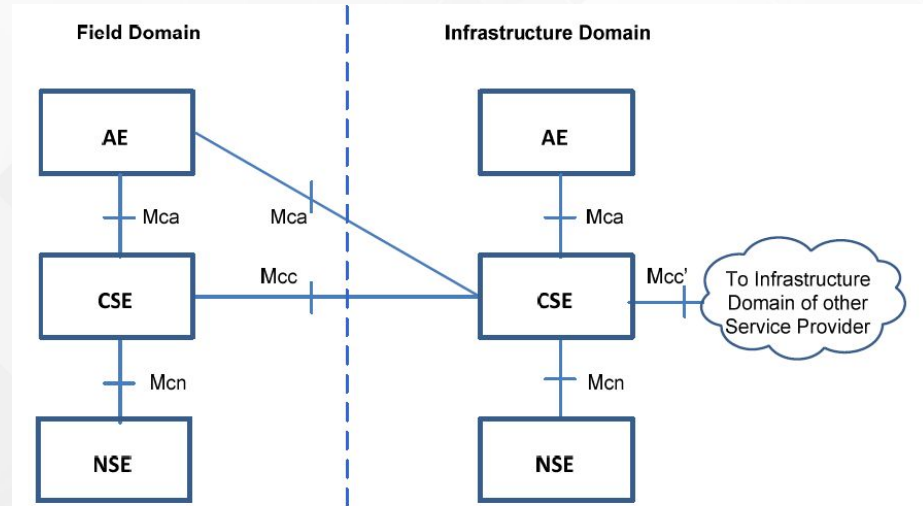 Field Domain
Infrastructure Domain
AE
AE
Mca
Mca
Mca
Mcc
Mcc’
CSE
CSE
To Infrastructure
Domain of other
Service Provider
Mcn
Mcn
NSE
NSE